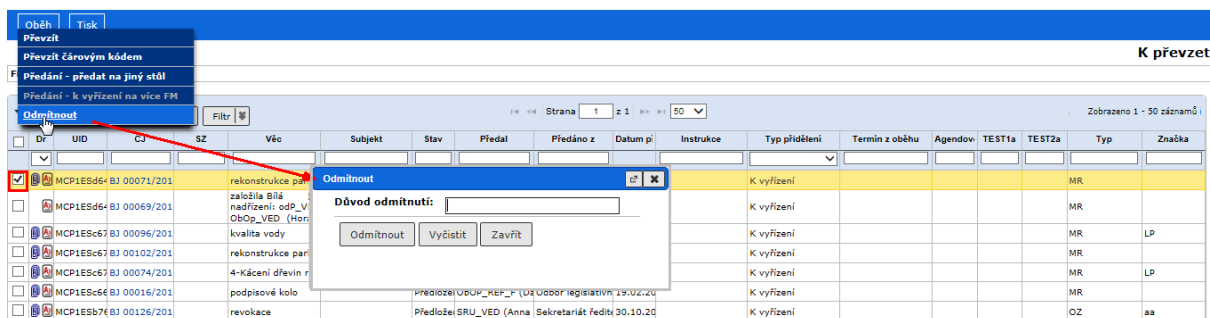 Oběh Tisk
Převzít
K převzet
Převzít čárovým kódem
Předání - předat na jiný stůl
Předání - k vyřízení na více FM
Odmítnout Filtr Strana 1 z 1 50 Zobrazeno 1 - 50 záznamů
Dr UID CJ SZ Věc Subjekt Stav Předal Předáno z Datum př Instrukce Typ přidělení Termín z oběhu Agendov TEST1a TEST2a Typ Značka
MCP1ESd64 BJ 00071/201 rekonstrukce par K vyřízení MR
Odmítnout
Důvod odmítnutí:
Odmítnout Vyčistit Zavřít
MCP1ESd64 BJ 00069/201 založila Bílá K vyřízení MR
nadřízení: odP_V
ObOp_VED (Hor
MCP1ESc67 BJ 00096/201 kvalita vody K vyřízení MR LP
MCP1ESc67 BJ 00102/201 rekonstrukce par K vyřízení MR
MCP1ESc67 BJ 00074/201 4-Kácení dřevin r K vyřízení MR LP
MCP1ESc66 BJ 00016/201 podpisové kolo Předlože ObOP_REF_F (Da Odbor legislativn 19.02.20 K vyřízení MR
MCP1ESb76 BJ 00126/201 revokace Předlože SRU_VED (Anna Sekretariát ředit 30.10.20 K vyřízení OZ aa